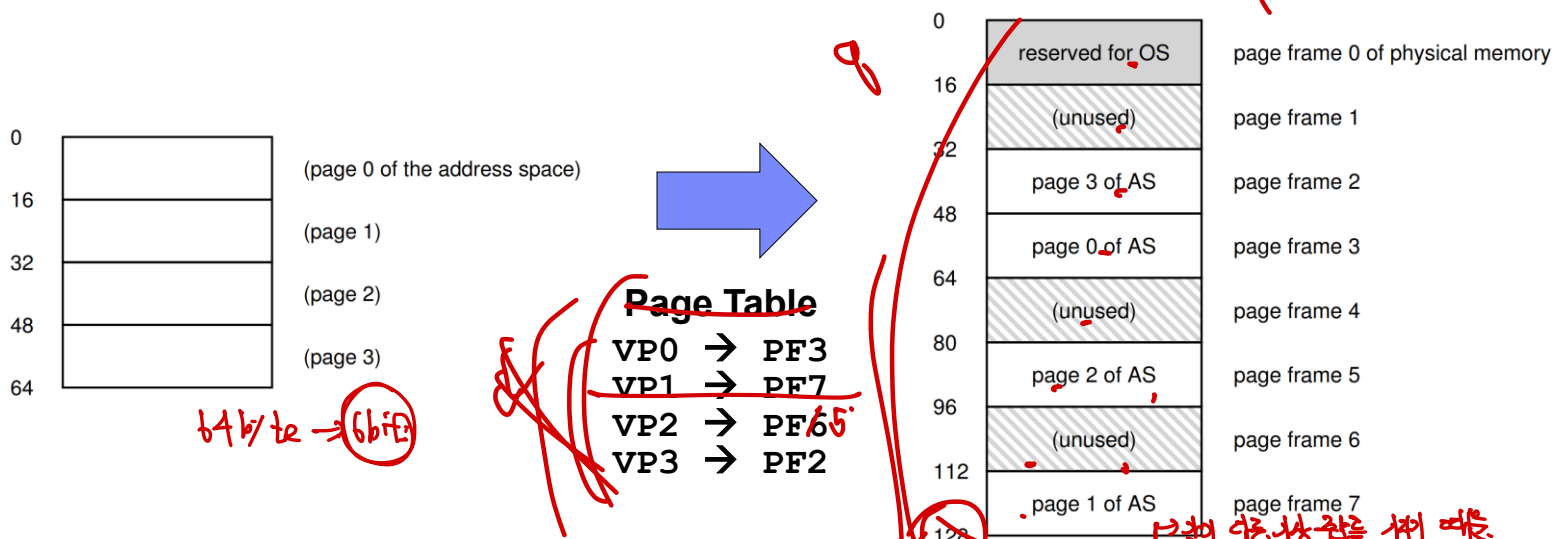 0
(page 0 of the address space)
16
(page 1)
32
(page 2)
48
(page 3)
64
64 byte → 6bit
Page Table
VP0 → PF3
VP1 → PF7
VP2 → PF6 5
VP3 → PF2
0
reserved for OS page frame 0 of physical memory
16
(unused) page frame 1
32
page 3 of AS page frame 2
48
page 0 of AS page frame 3
64
(unused) page frame 4
80
page 2 of AS page frame 5
96
(unused) page frame 6
112
page 1 of AS page frame 7
128